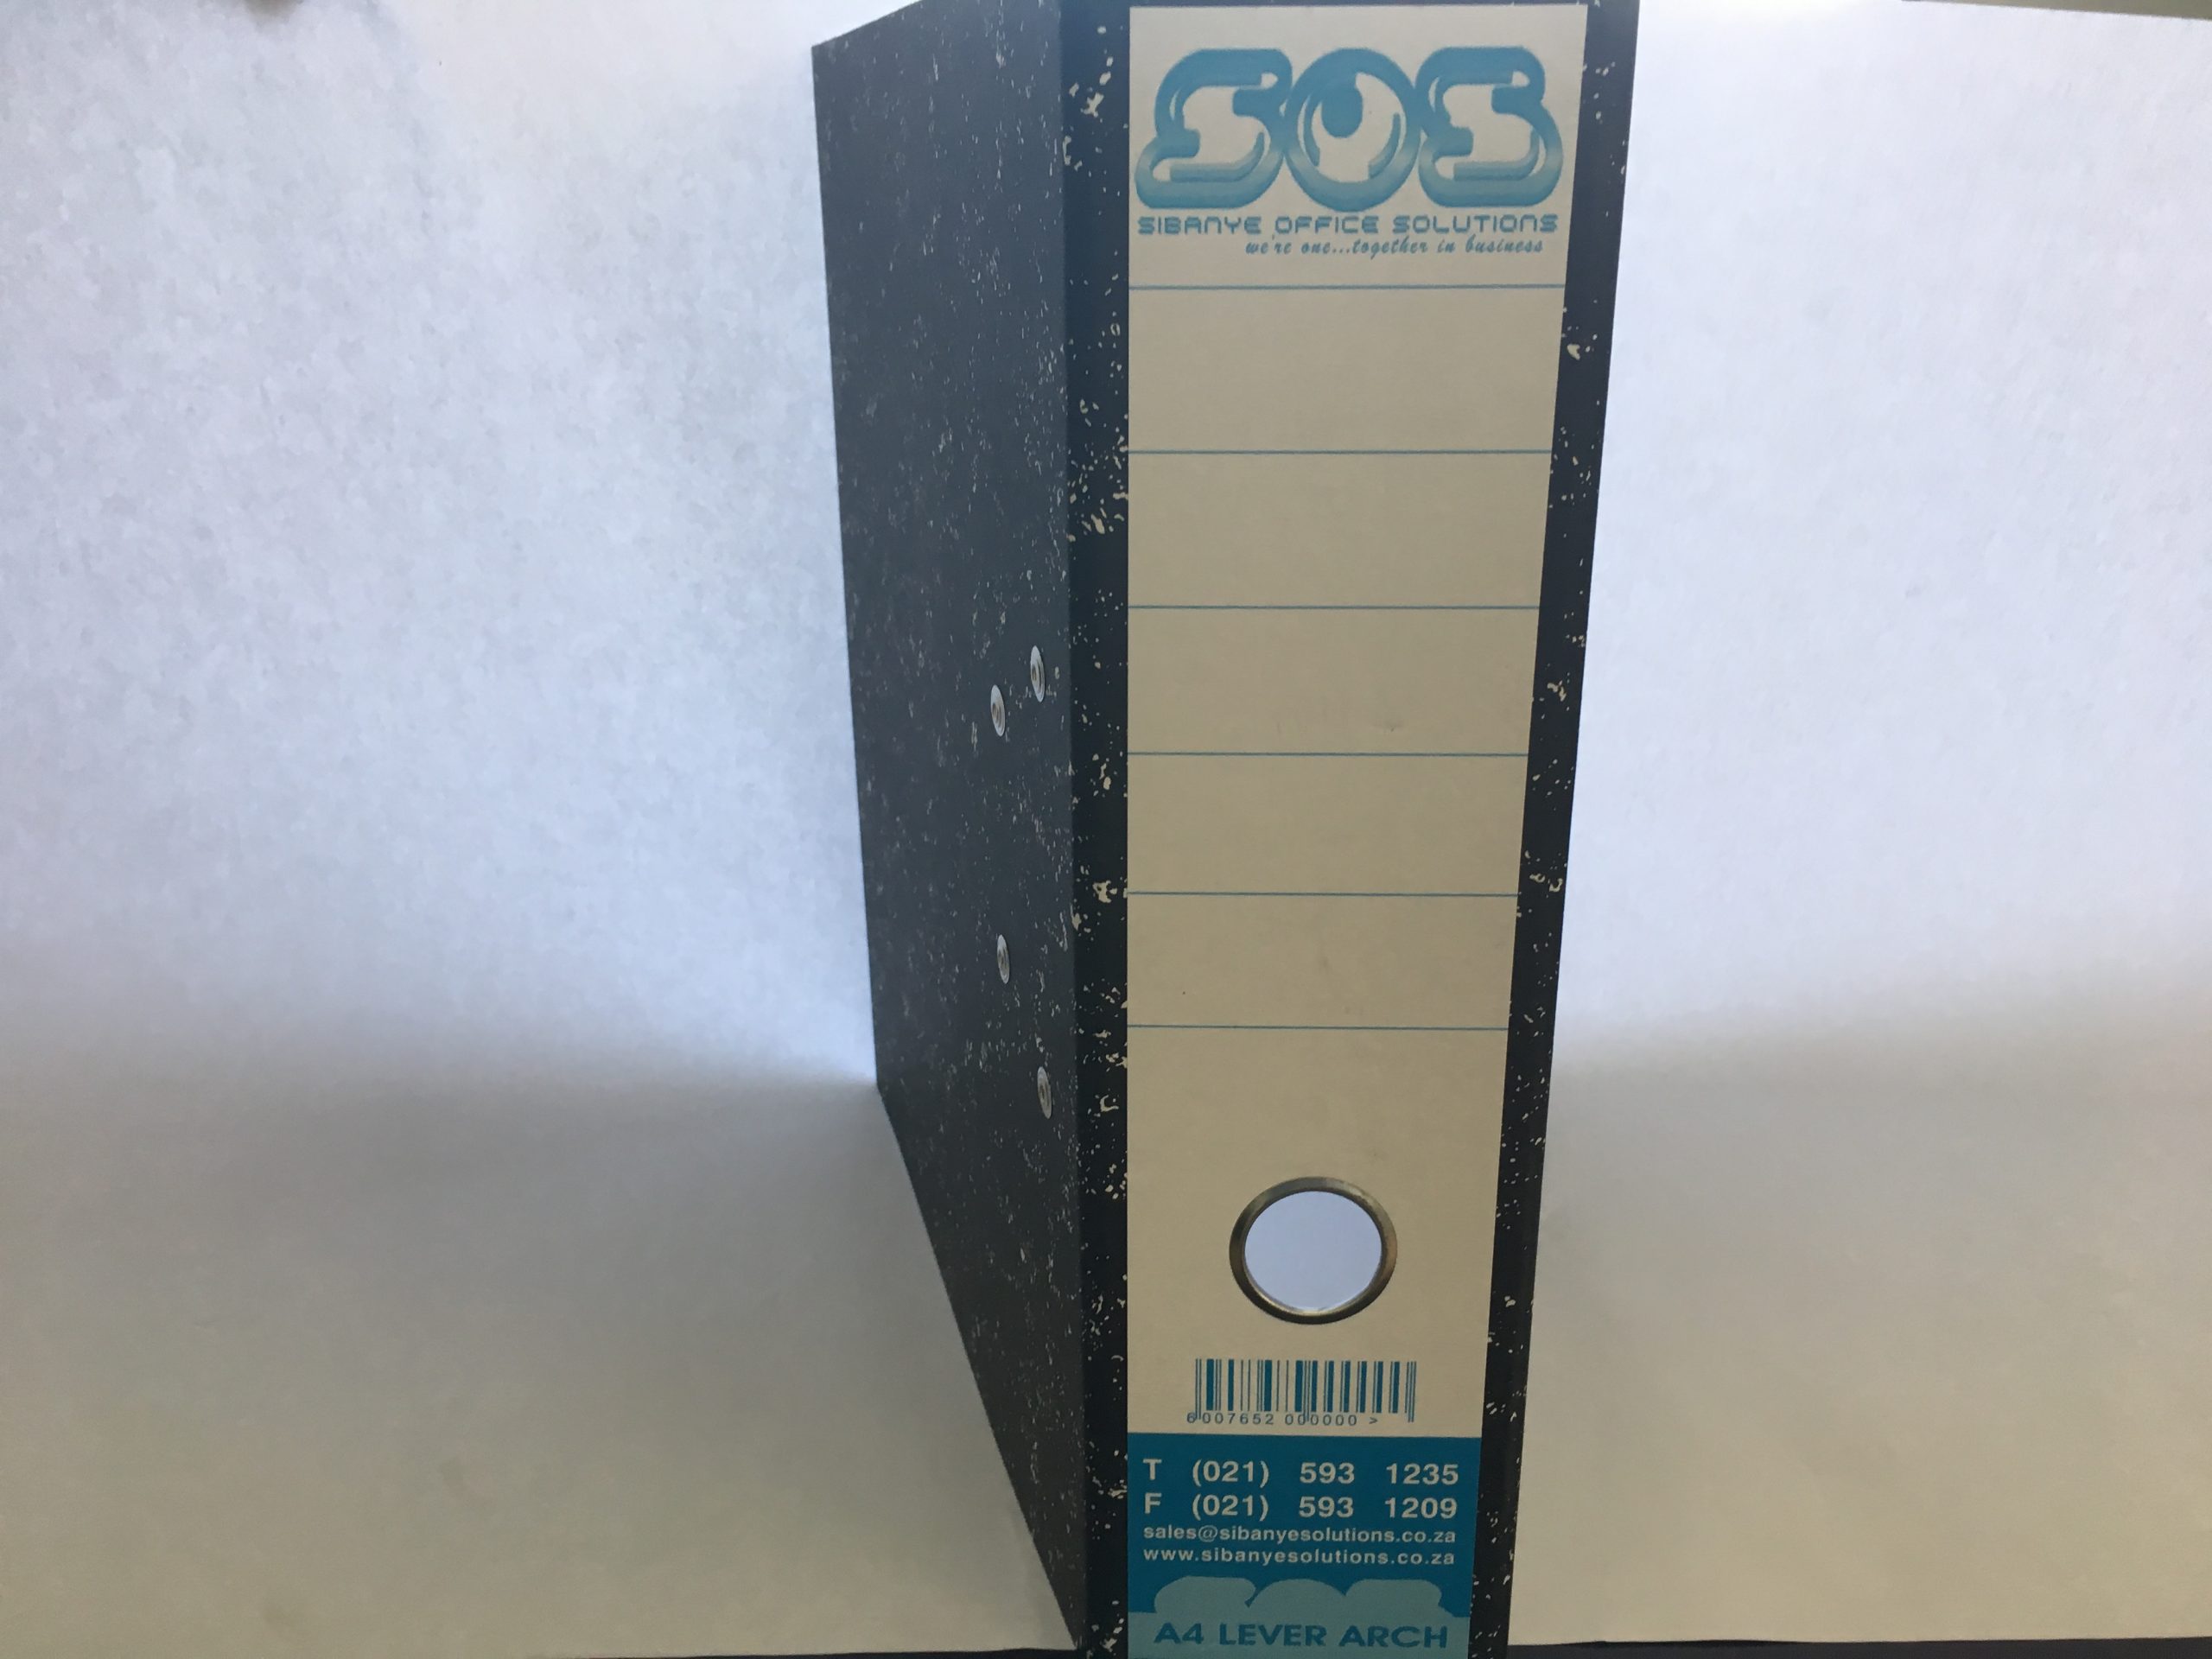 SOS
SIBANYE OFFICE SOLUTIONS
we're one...together in business
6 007652 000000 >
T (021) 593 1235
F (021) 593 1209
sales@sibanyesolutions.co.za
www.sibanyesolutions.co.za
A4 LEVER ARCH